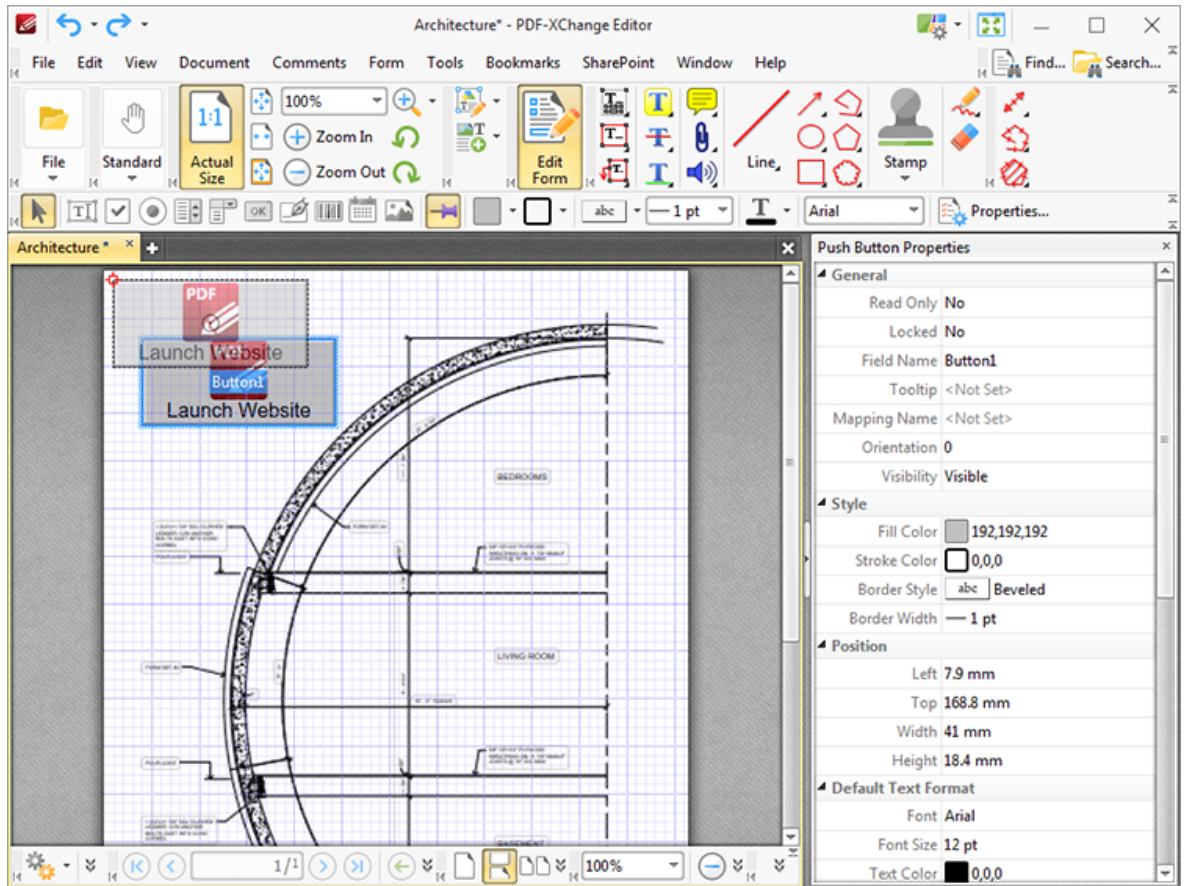 Architecture* - PDF-XChange Editor
File Edit View Document Comments Form Tools Bookmarks SharePoint Window Help Find... Search...
File Standard 1:1 Actual Size 100% Zoom In Zoom Out Edit Form Line Stamp
OK abc 1 pt T Arial Properties...
Architecture *
Push Button Properties
General
Read Only No
Locked No
Field Name Button1
Tooltip <Not Set>
Mapping Name <Not Set>
Orientation 0
Visibility Visible
Style
Fill Color 192,192,192
Stroke Color 0,0,0
Border Style abc Beveled
Border Width 1 pt
Position
Left 7.9 mm
Top 168.8 mm
Width 41 mm
Height 18.4 mm
Default Text Format
Font Arial
Font Size 12 pt
Text Color 0,0,0
PDF
Launch Website
Button1
Launch Website
BEDROOMS
LIVING ROOM
BASEMENT
1/1 100%